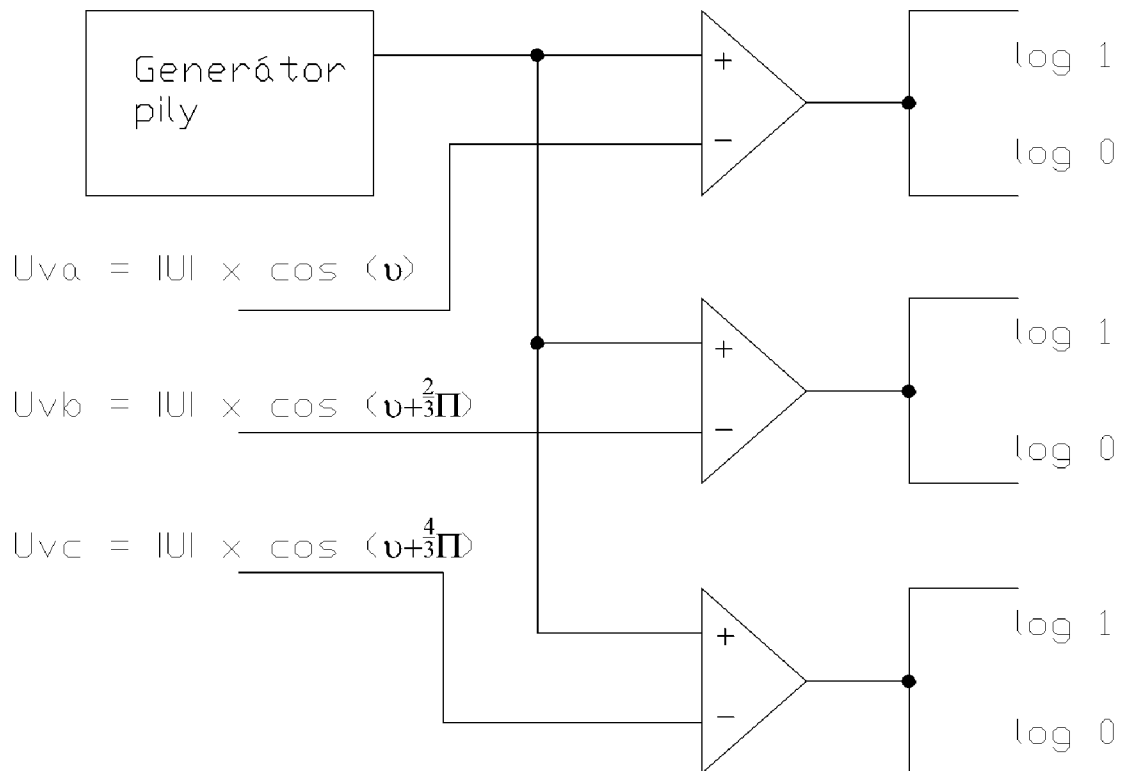 Generátor
pily
+
−
log 1
log 0
Uva = |U| x cos (υ)
+
−
log 1
log 0
Uvb = |U| x cos (υ+2/3Π)
Uvc = |U| x cos (υ+4/3Π)
+
−
log 1
log 0